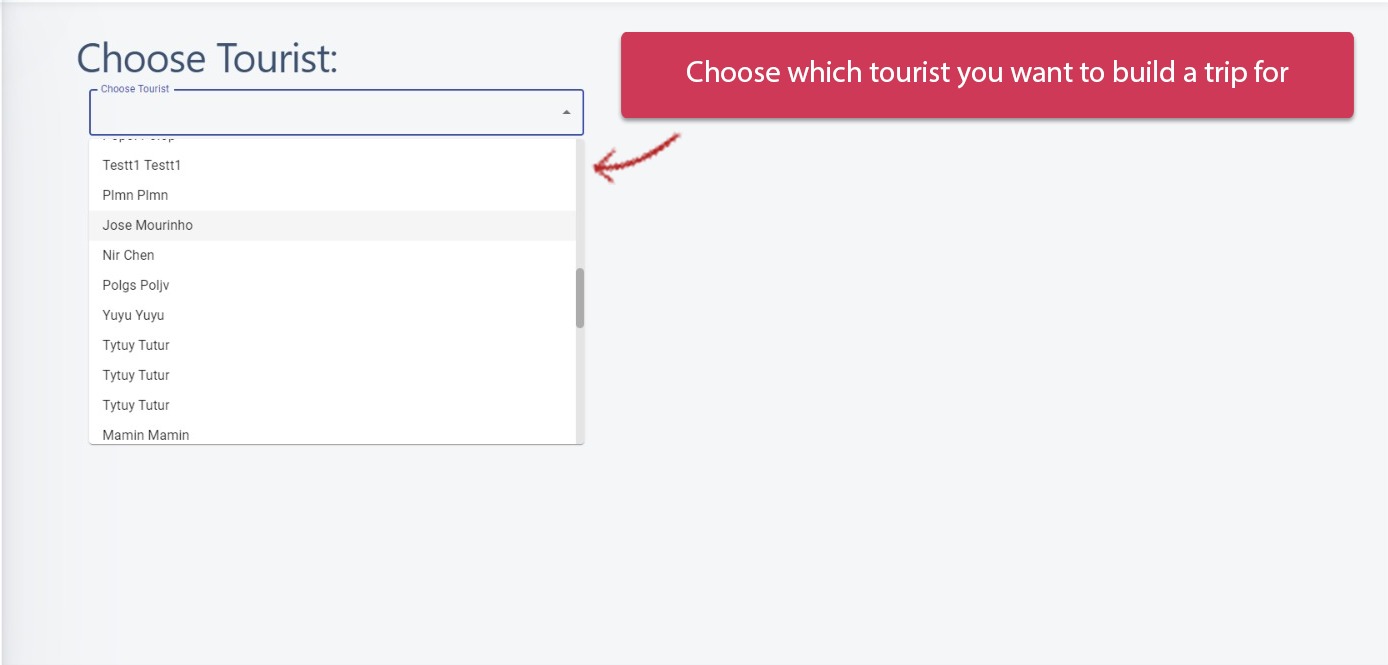 Choose Tourist:
Choose which tourist you want to build a trip for
Choose Tourist
Testt1 Testt1
Plmn Plmn
Jose Mourinho
Nir Chen
Polgs Poljv
Yuyu Yuyu
Tytuy Tutur
Tytuy Tutur
Tytuy Tutur
Mamin Mamin